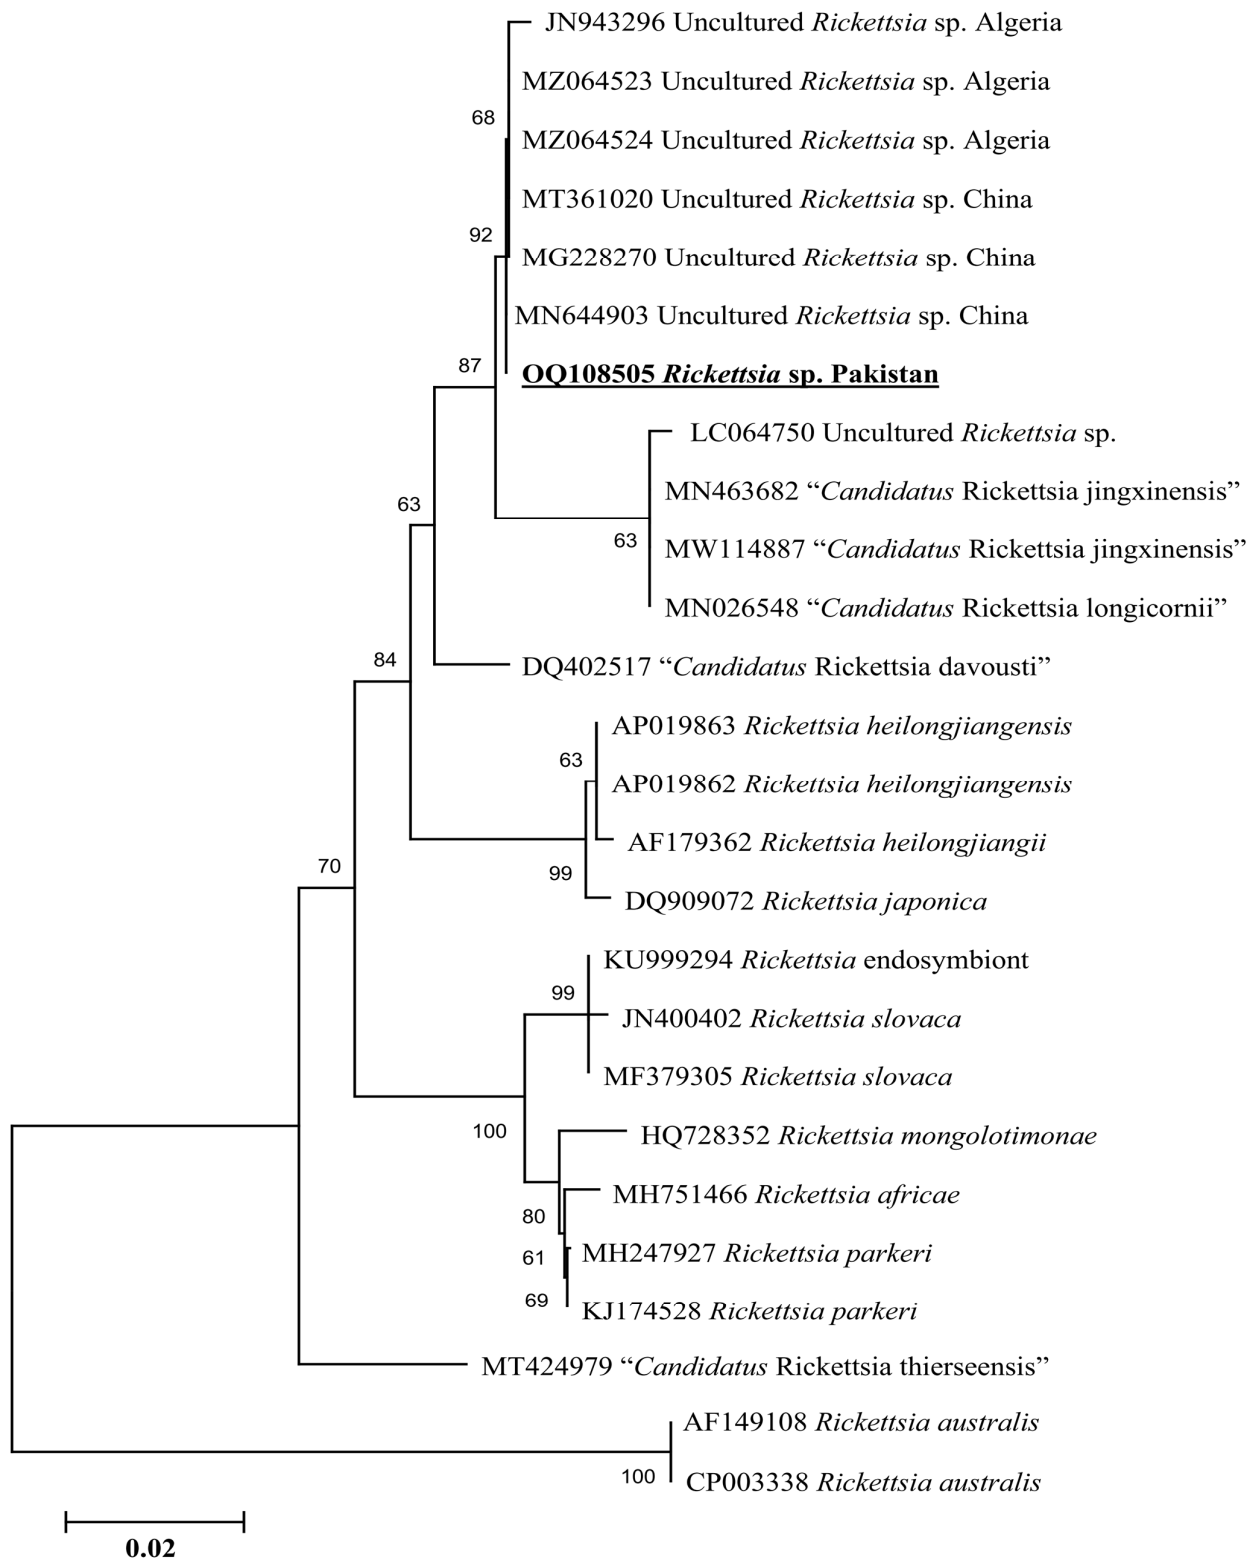 JN943296 Uncultured Rickettsia sp. Algeria
MZ064523 Uncultured Rickettsia sp. Algeria
68
MZ064524 Uncultured Rickettsia sp. Algeria
MT361020 Uncultured Rickettsia sp. China
92
MG228270 Uncultured Rickettsia sp. China
MN644903 Uncultured Rickettsia sp. China
87
OQ108505 Rickettsia sp. Pakistan
LC064750 Uncultured Rickettsia sp.
MN463682 “Candidatus Rickettsia jingxinensis”
63
63
MW114887 “Candidatus Rickettsia jingxinensis”
MN026548 “Candidatus Rickettsia longicornii”
84
DQ402517 “Candidatus Rickettsia davousti”
AP019863 Rickettsia heilongjiangensis
63
AP019862 Rickettsia heilongjiangensis
AF179362 Rickettsia heilongjiangii
70
99
DQ909072 Rickettsia japonica
KU999294 Rickettsia endosymbiont
99
JN400402 Rickettsia slovaca
MF379305 Rickettsia slovaca
100
HQ728352 Rickettsia mongolotimonae
MH751466 Rickettsia africae
80
MH247927 Rickettsia parkeri
61
69
KJ174528 Rickettsia parkeri
MT424979 “Candidatus Rickettsia thierseensis”
AF149108 Rickettsia australis
100
CP003338 Rickettsia australis
0.02